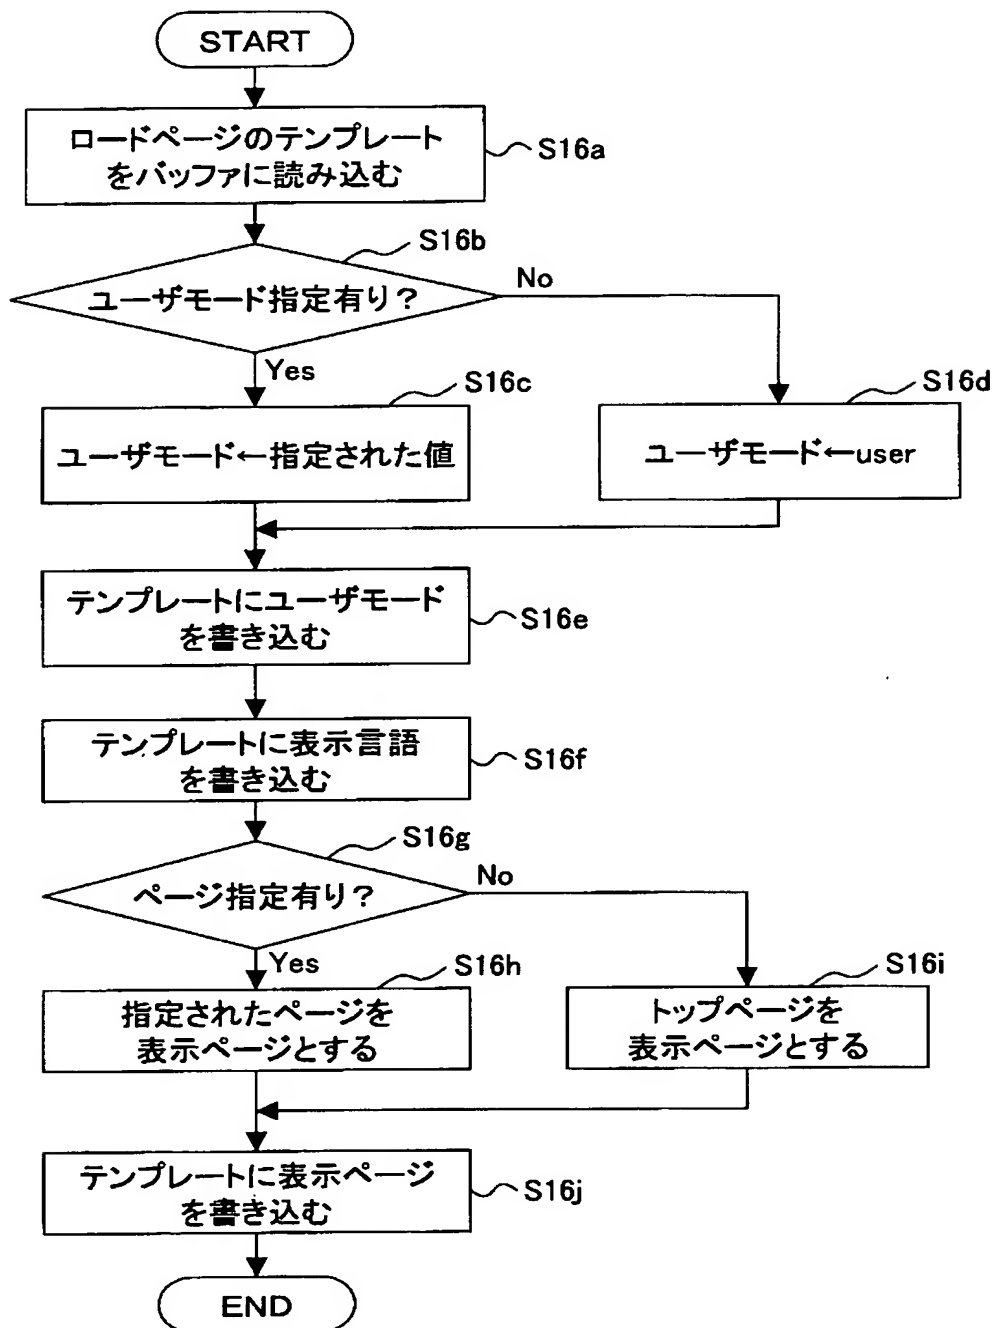 START
ロードページのテンプレート
をバッファに読み込む
S16a
S16b
ユーザモード指定有り？
No
Yes
S16c
S16d
ユーザモード←指定された値
ユーザモード←user
テンプレートにユーザモード
を書き込む
S16e
テンプレートに表示言語
を書き込む
S16f
S16g
ページ指定有り？
No
Yes
S16h
S16i
指定されたページを
表示ページとする
トップページを
表示ページとする
テンプレートに表示ページ
を書き込む
S16j
END